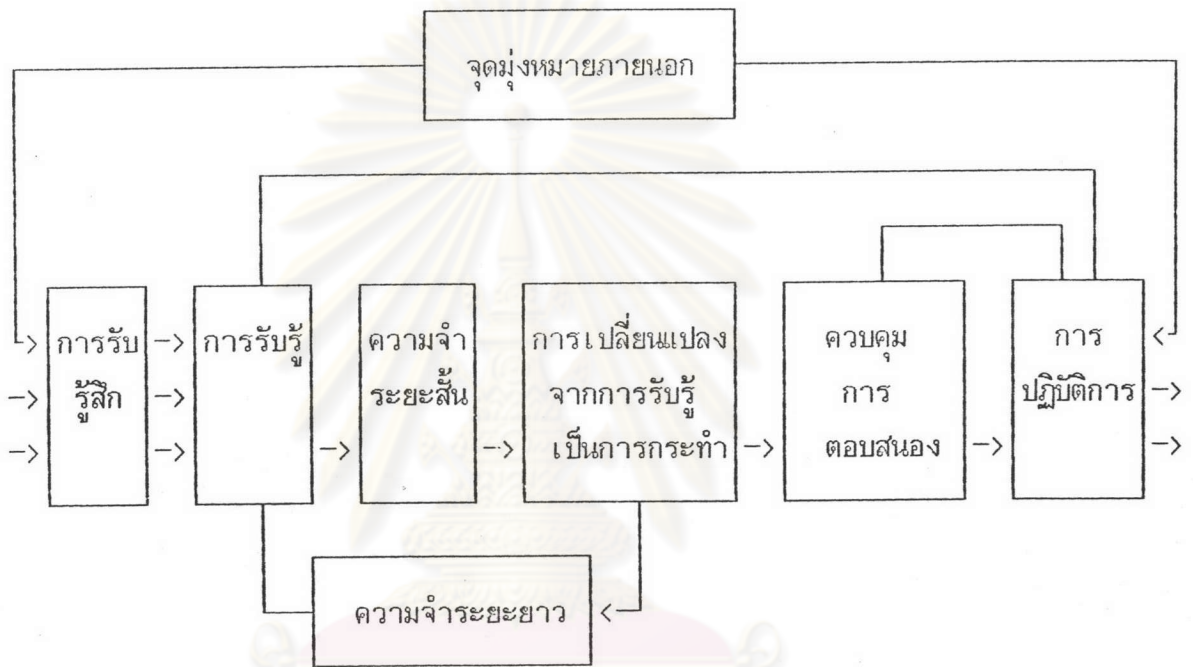 จุดมุ่งหมายภายนอก
การรับ
รู้สึก
การรับรู้
ความจำ
ระยะสั้น
การเปลี่ยนแปลง
จากการรับรู้
เป็นการกระทำ
ควบคุม
การ
ตอบสนอง
การ
ปฏิบัติการ
ความจำระยะยาว